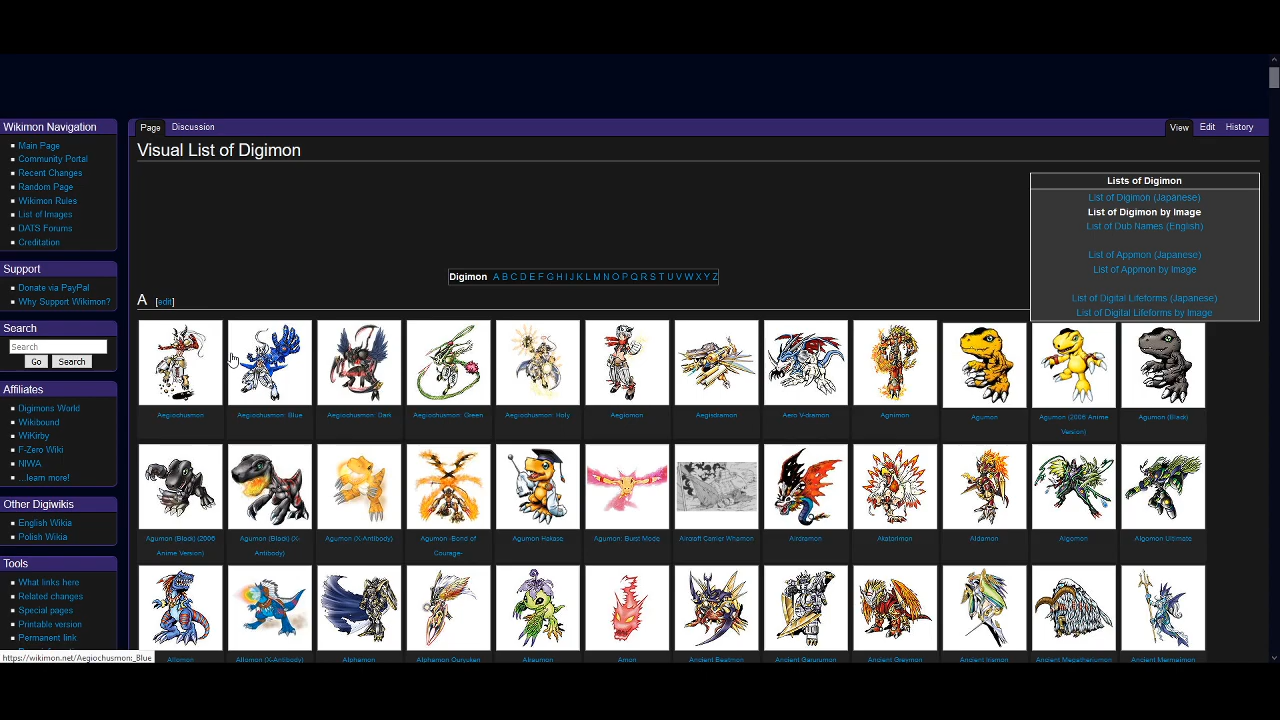 Wikimon Navigation
Main Page
Community Portal
Recent Changes
Random Page
Wikimon Rules
List of Images
DATS Forums
Creditation
Support
Donate via PayPal
Why Support Wikimon?
Search
Search
Go Search
Affiliates
Digimons World
Wikibound
WiKirby
F-Zero Wiki
NIWA
...learn more!
Other Digiwikis
English Wikia
Polish Wikia
Tools
What links here
Related changes
Special pages
Printable version
Permanent link
https://wikimon.net/Aegiochusmon:_Blue
Page Discussion View Edit History
Visual List of Digimon
Lists of Digimon
List of Digimon (Japanese)
List of Digimon by Image
List of Dub Names (English)
List of Appmon (Japanese)
List of Appmon by Image
List of Digital Lifeforms (Japanese)
List of Digital Lifeforms by Image
Digimon A B C D E F G H I J K L M N O P Q R S T U V W X Y Z
A [edit]
Aegiochusmon Aegiochusmon: Blue Aegiochusmon: Dark Aegiochusmon: Green Aegiochusmon: Holy Aegiomon Aegisdramon Aero V-dramon Agnimon Agumon Agumon (2006 Anime Agumon (Black)
Version)
Agumon (Black) (2006 Agumon (Black) (X- Agumon (X-Antibody) Agumon -Bond of Agumon Hakase Agumon: Burst Mode Aircraft Carrier Whamon Airdramon Akatorimon Aldamon Algomon Algomon Ultimate
Anime Version) Antibody) Courage-
Allomon Allomon (X-Antibody) Alphamon Alphamon Ouryuken Alraumon Amon Ancient Beatmon Ancient Garurumon Ancient Greymon Ancient Irismon Ancient Megatheriumon Ancient Mermaimon